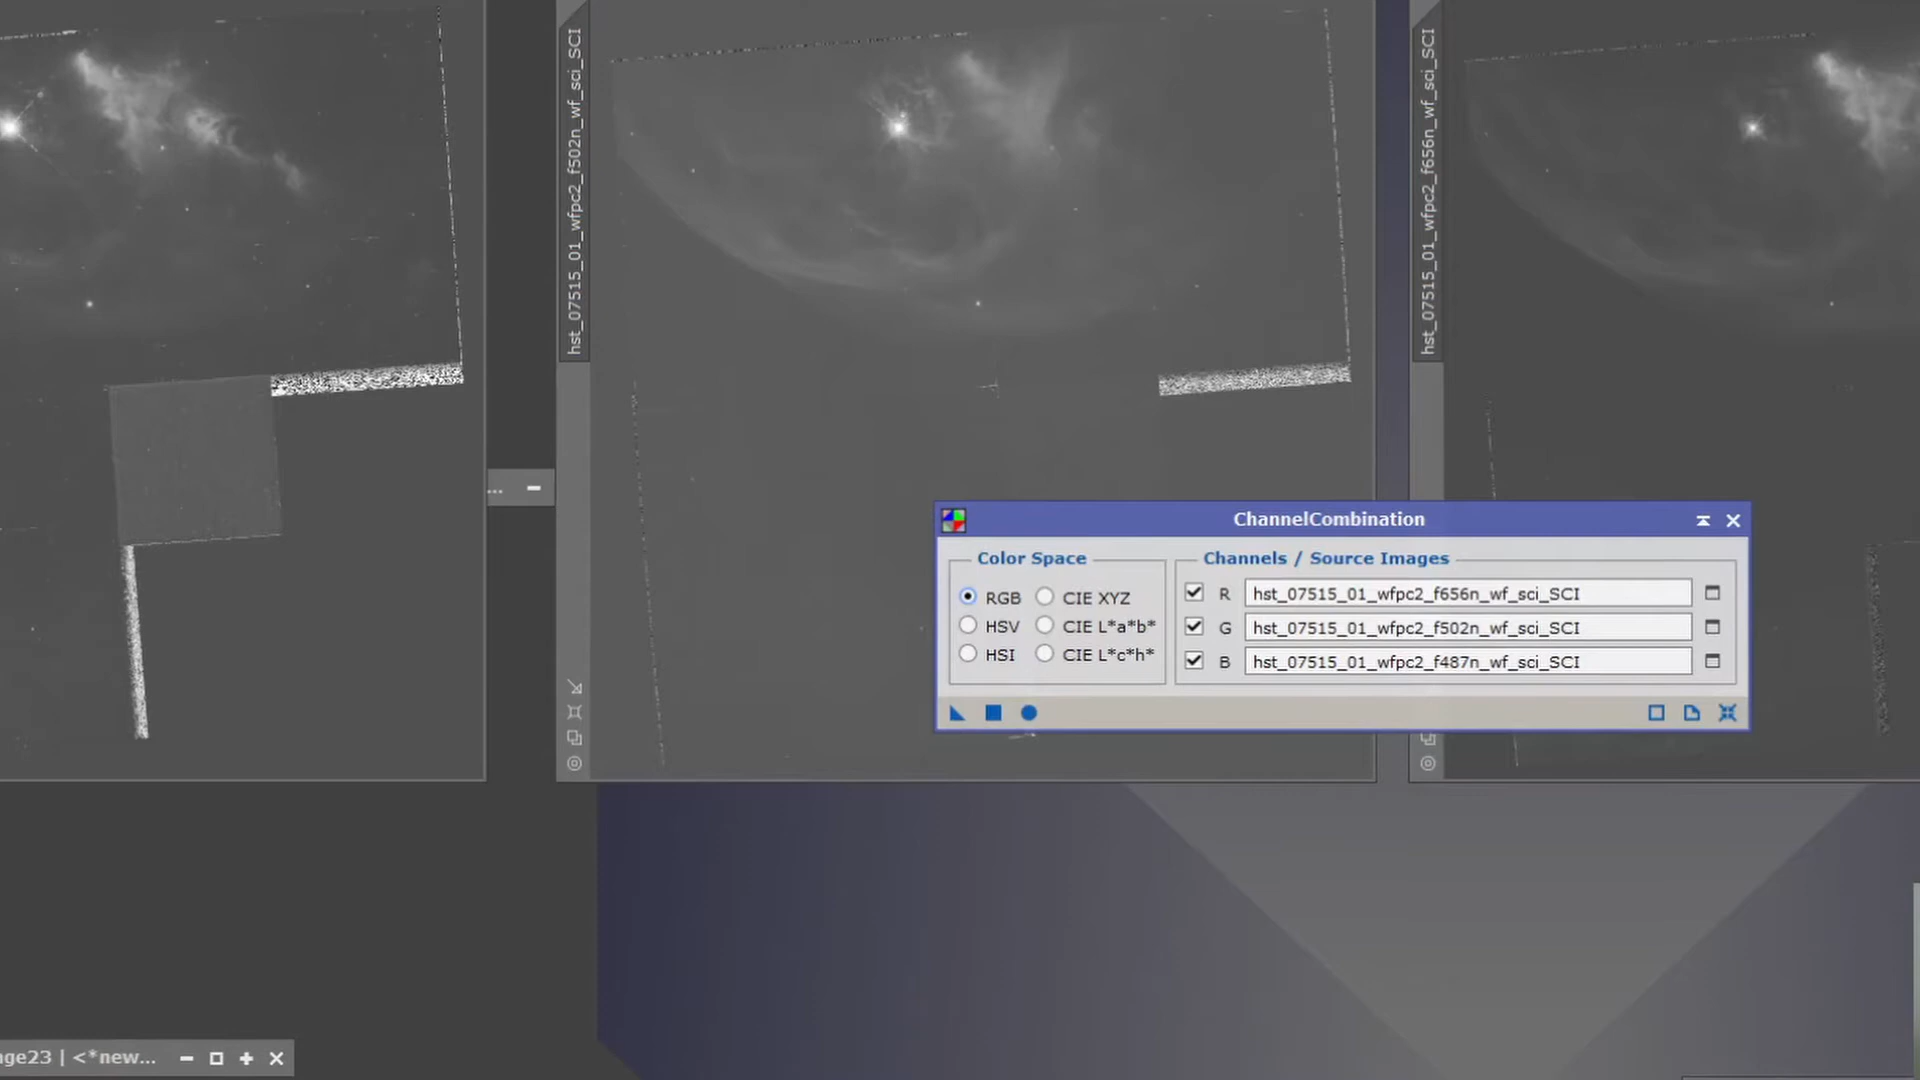 hst_07515_01_wfpc2_f502n_wf_sci_SCI
hst_07515_01_wfpc2_f656n_wf_sci_SCI
...
ChannelCombination
Color Space
RGB
CIE XYZ
HSV
CIE L*a*b*
HSI
CIE L*c*h*
Channels / Source Images
R hst_07515_01_wfpc2_f656n_wf_sci_SCI
G hst_07515_01_wfpc2_f502n_wf_sci_SCI
B hst_07515_01_wfpc2_f487n_wf_sci_SCI
age23 | <*new...